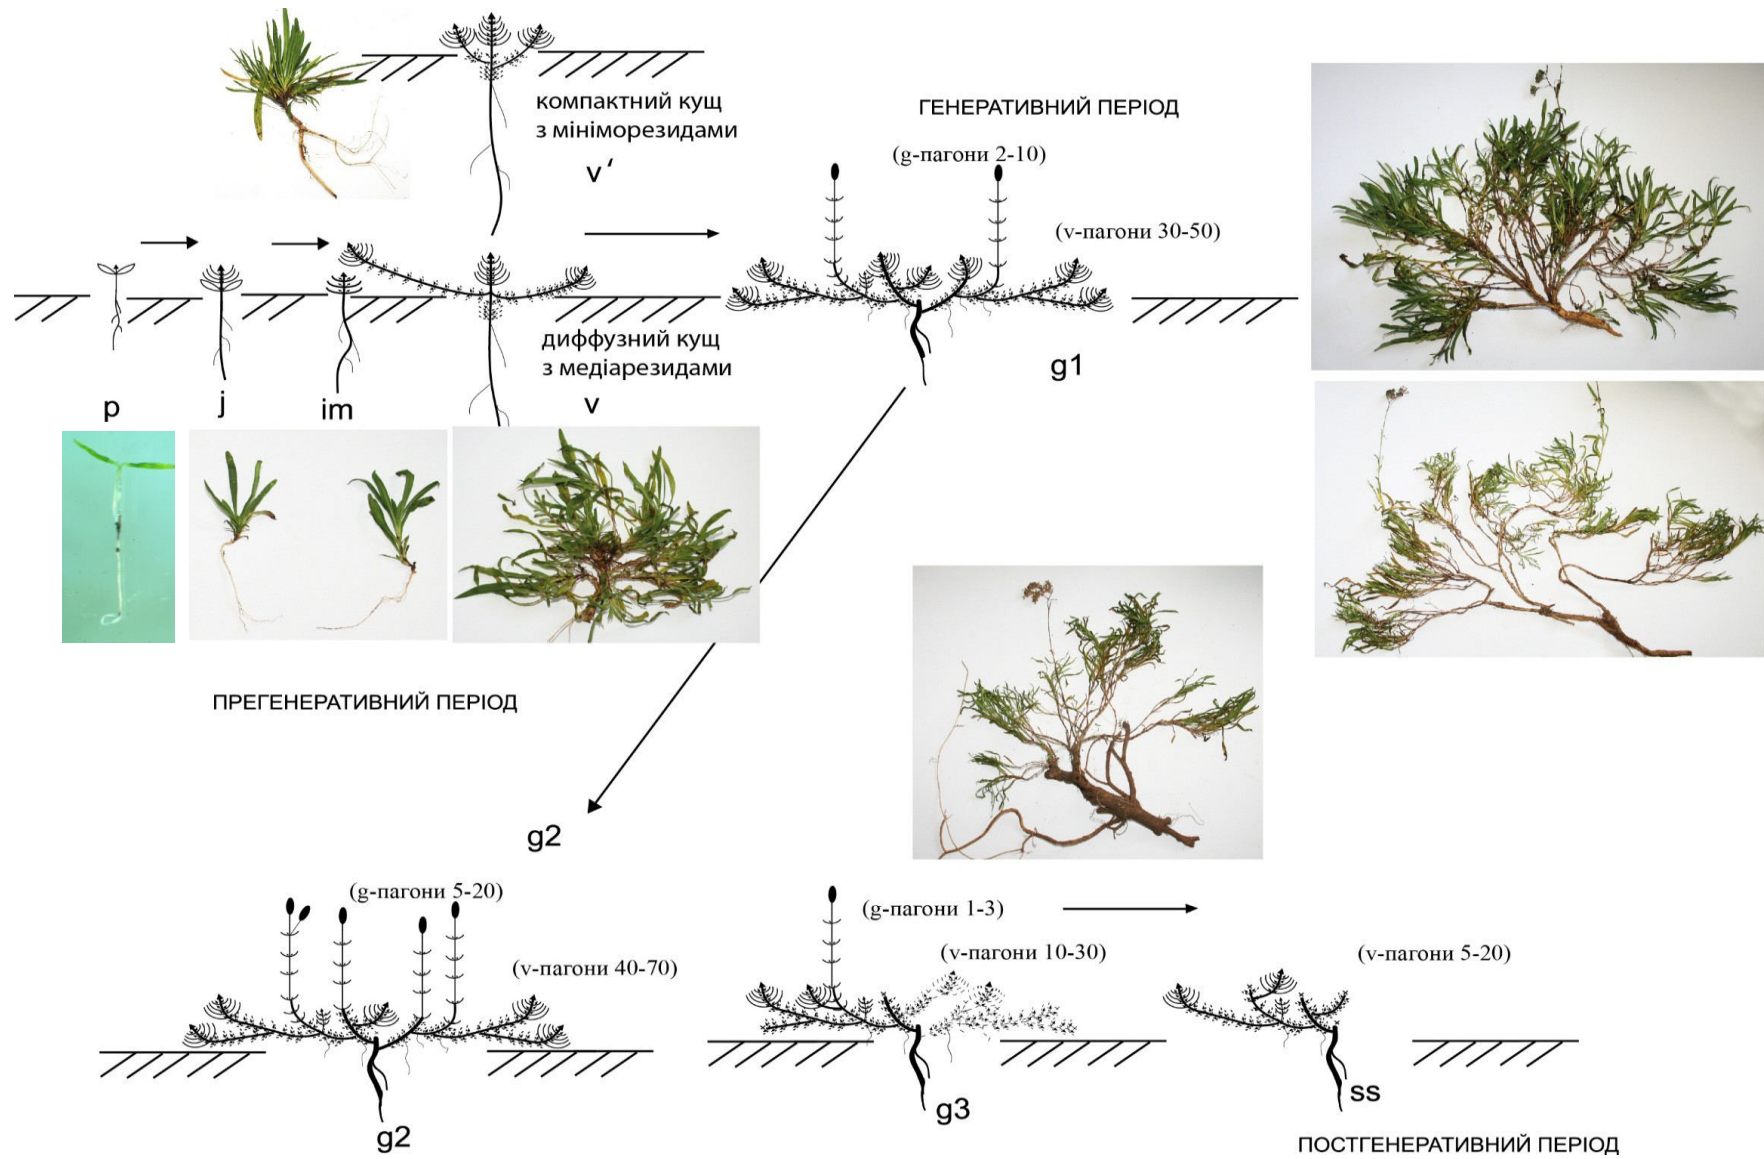 компактний кущ
з мініморезидами
v‘
ГЕНЕРАТИВНИЙ ПЕРІОД
(g-пагони 2-10)
(v-пагони 30-50)
диффузний кущ
з медіарезидами
p
j
im
v
g1
ПРЕГЕНЕРАТИВНИЙ ПЕРІОД
g2
(g-пагони 5-20)
(v-пагони 40-70)
g2
(g-пагони 1-3)
(v-пагони 10-30)
g3
(v-пагони 5-20)
ss
ПОСТГЕНЕРАТИВНИЙ ПЕРІОД